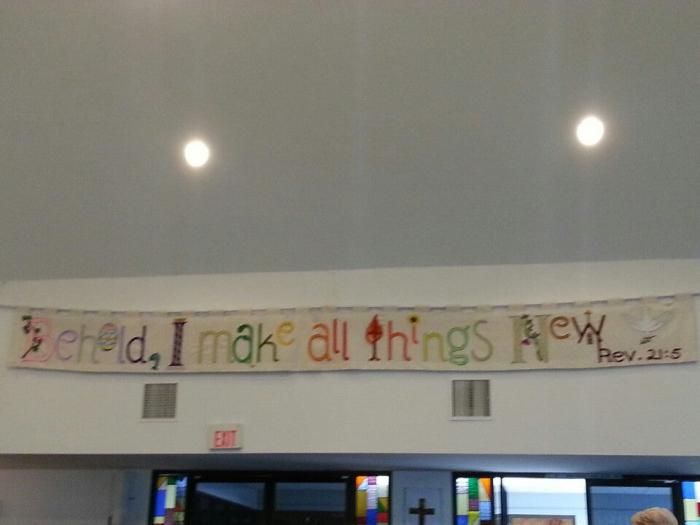 Behold, I make all things New
Rev. 21:5
EXIT